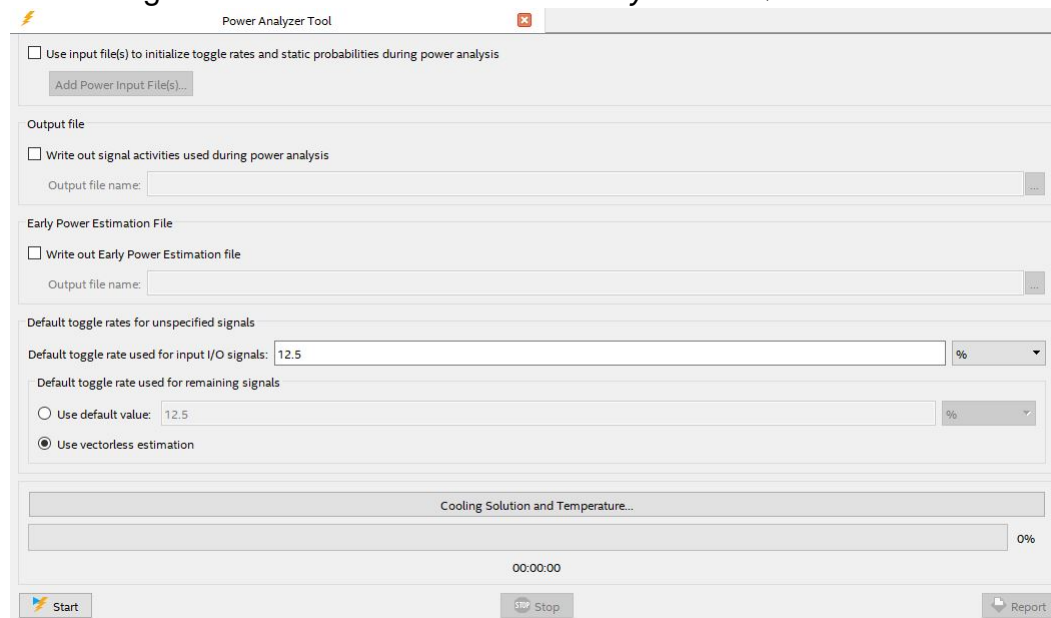 Power Analyzer Tool
Use input file(s) to initialize toggle rates and static probabilities during power analysis
Add Power Input File(s)...
Output file
Write out signal activities used during power analysis
Output file name:
...
Early Power Estimation File
Write out Early Power Estimation file
Output file name:
...
Default toggle rates for unspecified signals
Default toggle rate used for input I/O signals: 12.5 %
Default toggle rate used for remaining signals
Use default value: 12.5 %
Use vectorless estimation
Cooling Solution and Temperature...
0%
00:00:00
Start STOP Stop Report